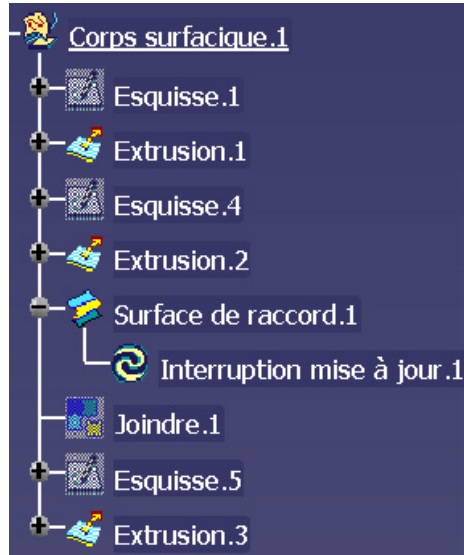 Corps surfacique.1
Esquisse.1
Extrusion.1
Esquisse.4
Extrusion.2
Surface de raccord.1
Interruption mise à jour.1
Joindre.1
Esquisse.5
Extrusion.3